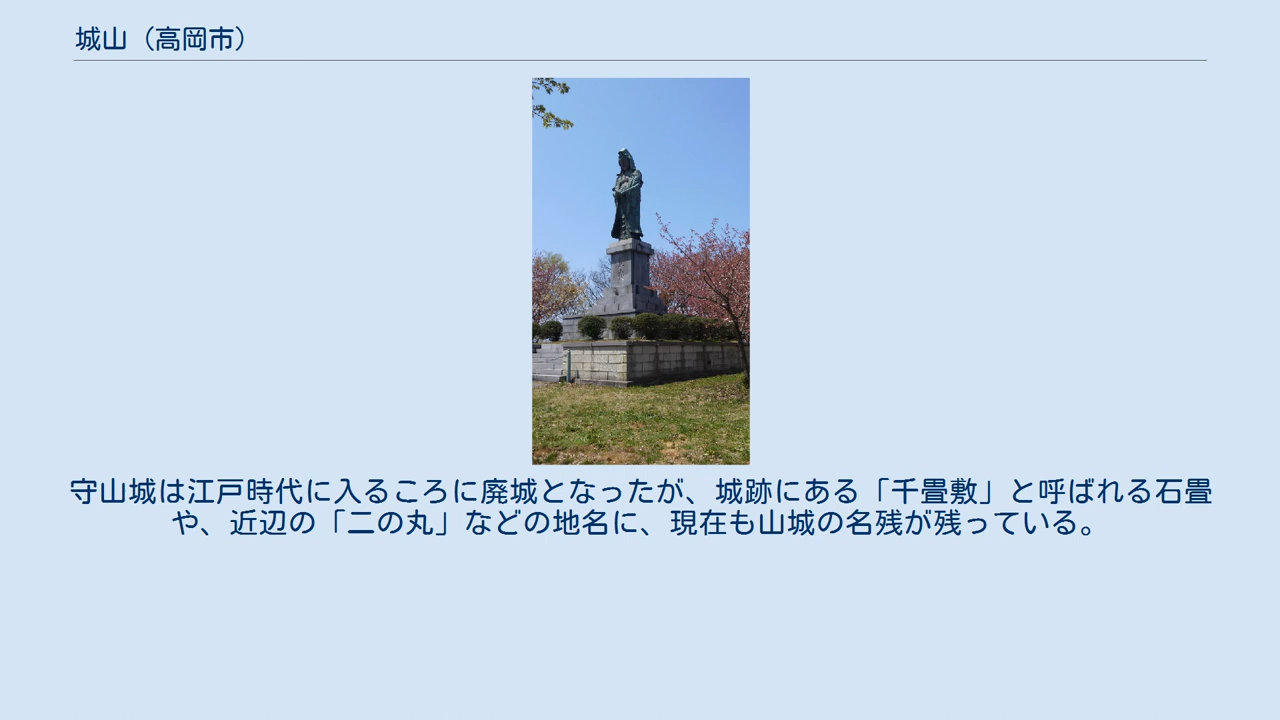 城山（高岡市）
守山城は江戸時代に入るころに廃城となったが、城跡にある「千畳敷」と呼ばれる石畳
や、近辺の「二の丸」などの地名に、現在も山城の名残が残っている。